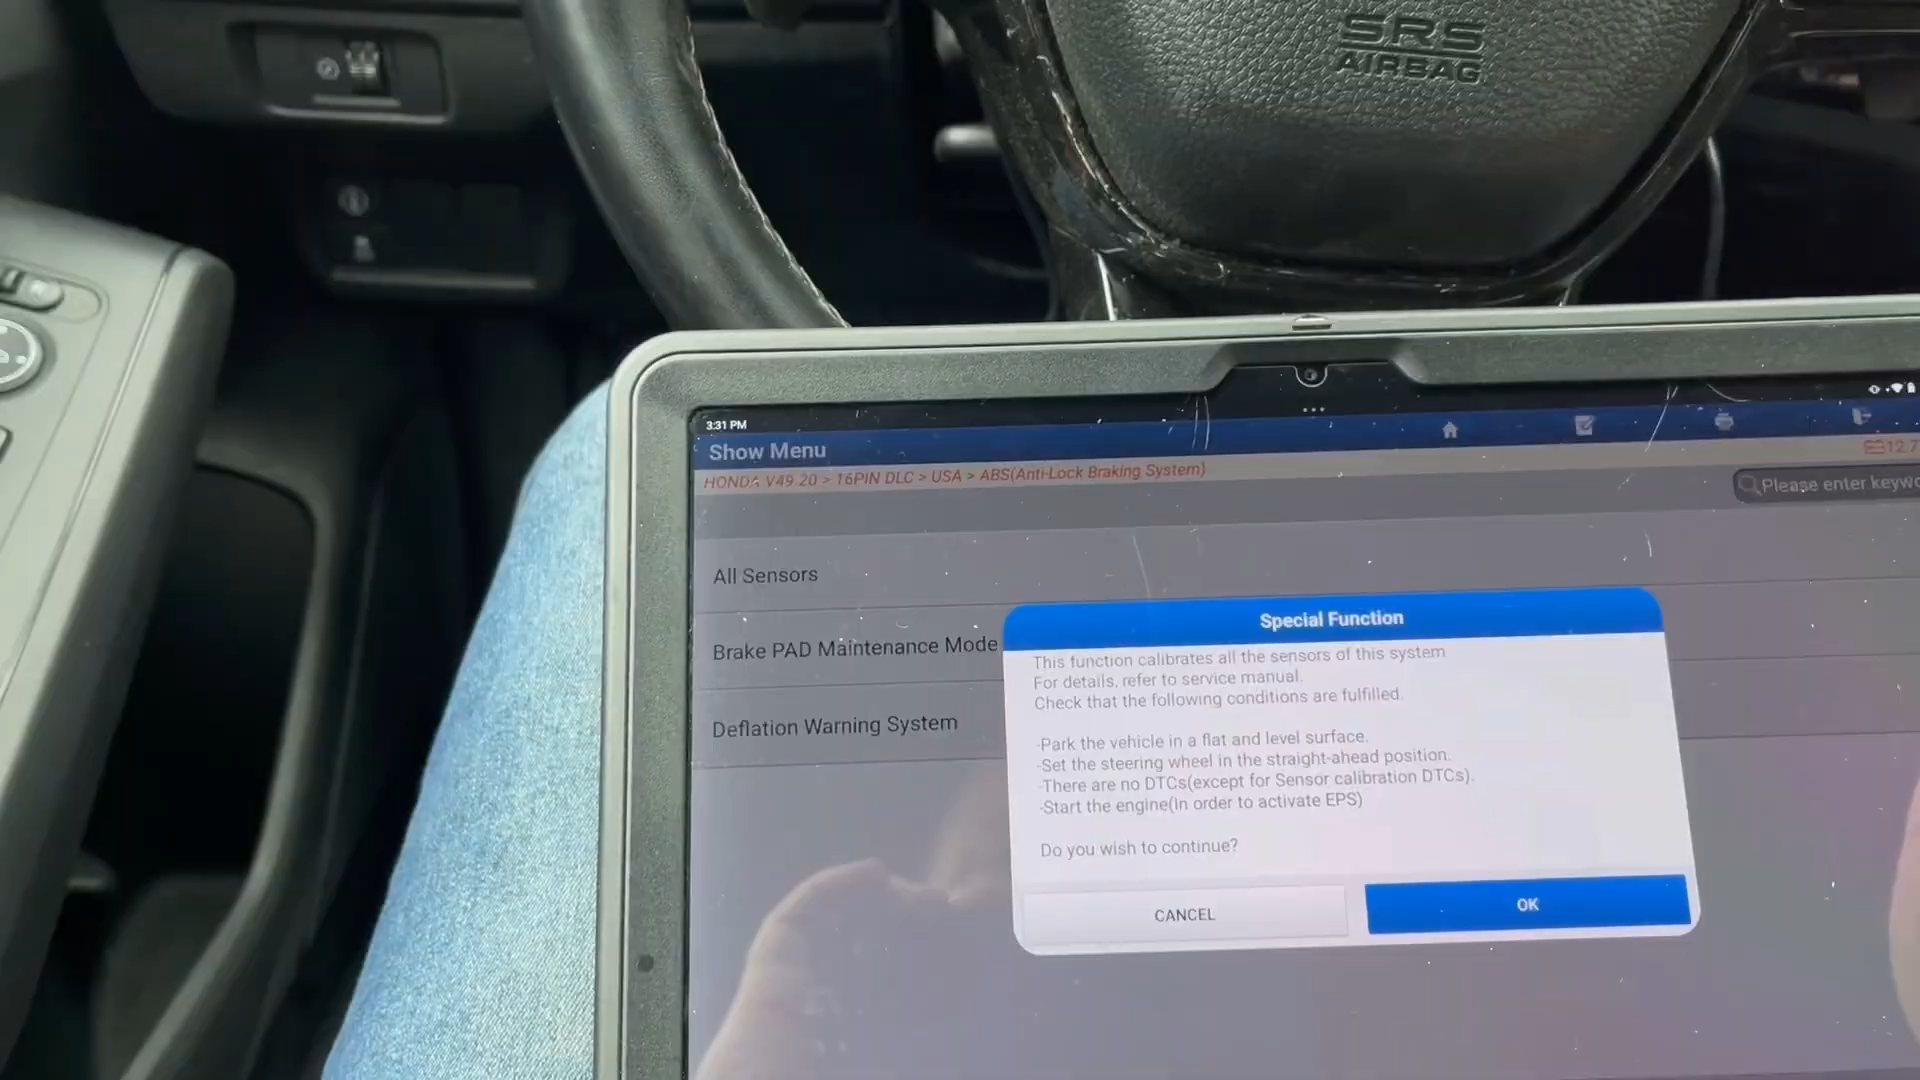 SRS
AIRBAG
3:31 PM
Show Menu
HONDA V49.20 > 16PIN DLC > USA > ABS(Anti-Lock Braking System)
12.7
Please enter keywo
All Sensors
Brake PAD Maintenance Mode
Deflation Warning System
Special Function
This function calibrates all the sensors of this system
For details, refer to service manual.
Check that the following conditions are fulfilled.
-Park the vehicle in a flat and level surface.
-Set the steering wheel in the straight-ahead position.
-There are no DTCs(except for Sensor calibration DTCs).
-Start the engine(In order to activate EPS)
Do you wish to continue?
CANCEL
OK